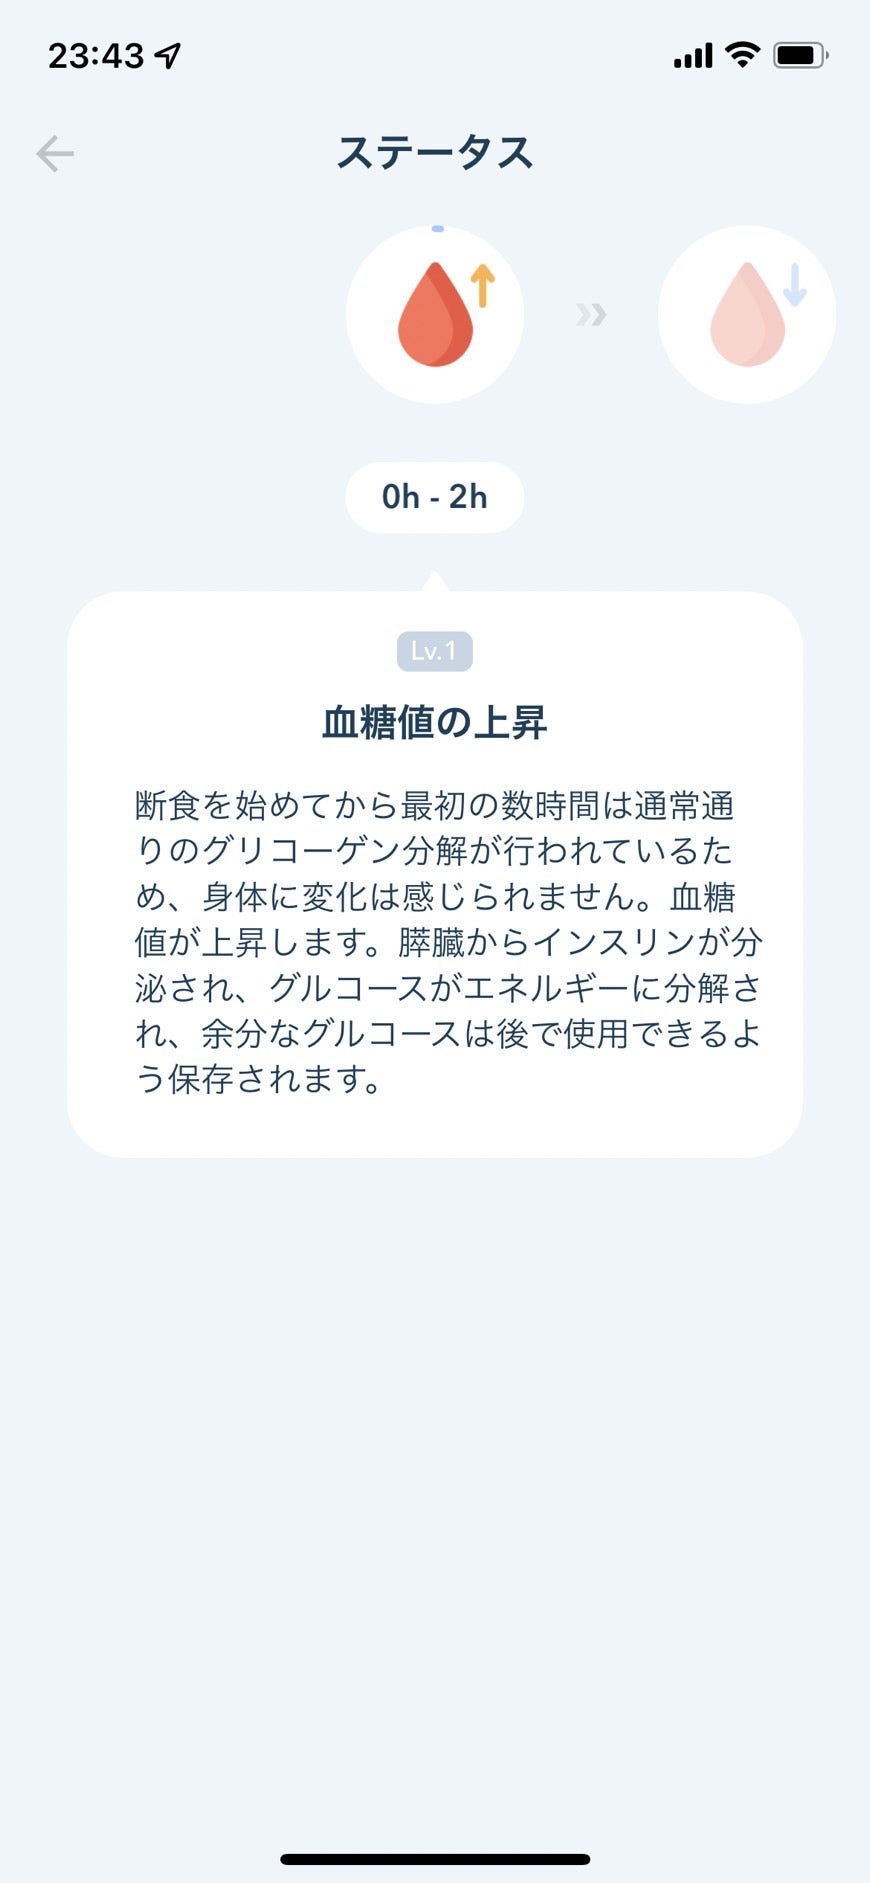 23:43
ステータス
0h - 2h
Lv.1
血糖値の上昇
断食を始めてから最初の数時間は通常通
りのグリコーゲン分解が行われているた
め、身体に変化は感じられません。血糖
値が上昇します。膵臓からインスリンが分
泌され、グルコースがエネルギーに分解さ
れ、余分なグルコースは後で使用できるよ
う保存されます。